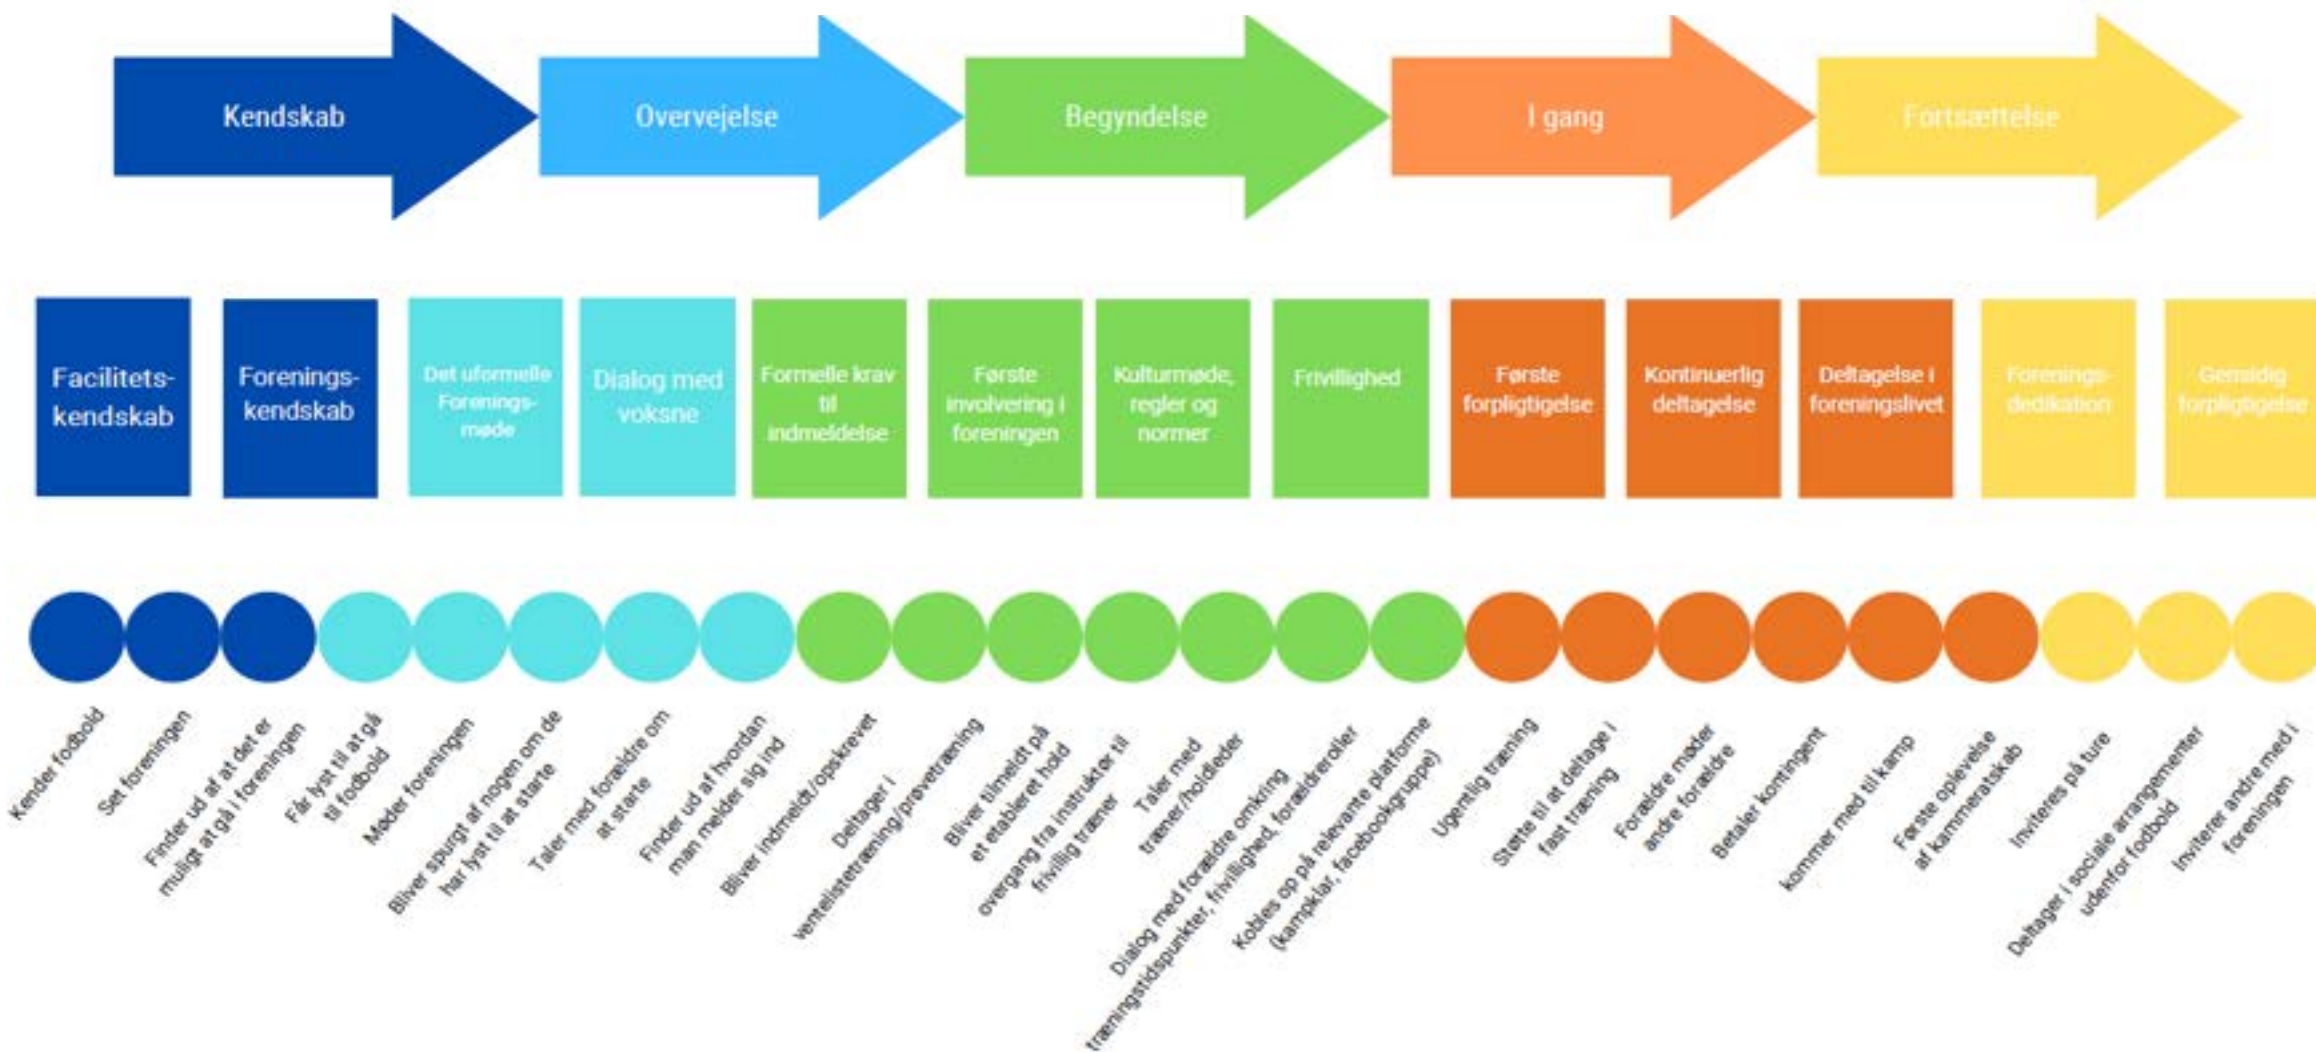 Kendskab
Overvejelse
Begyndelse
I gang
Fortsættelse
Facilitets-
kendskab
Forenings-
kendskab
Det uformelle
Forenings-
møde
Dialog med
voksne
Formelle krav
til
indmeldelse
Første
involvering i
foreningen
Kulturmøde,
regler og
normer
Frivillighed
Første
forpligtigelse
Kontinuerlig
deltagelse
Deltagelse i
foreningslivet
Forenings-
dedikation
Gensidig
forpligtigelse
Kender fodbold
Set foreningen
Finder ud af at det er
muligt at gå i foreningen
Får lyst til at gå
til fodbold
Møder foreningen
Bliver spurgt af nogen om de
har lyst til at starte
Taler med forældre om
at starte
Finder ud af hvordan
man melder sig ind
Bliver indmeldt/opskrevet
Deltager i
ventelistetræning/prøvetræning
Bliver tilmeldt på
et etableret hold
overgang fra instruktør til
frivillig træner
Taler med
træner/holdleder
Dialog med forældre omkring
træningstidspunkter, frivillighed, forældreroller
Kobles op på relevante platforme
(kampklar, facebookgruppe)
Ugentlig træning
Støtte til at deltage i
fast træning
Forældre møder
andre forældre
Betaler kontingent
kommer med til kamp
Første oplevelse
af kammeratskab
Inviteres på ture
Deltager i sociale arrangementer
udenfor fodbold
Inviterer andre med i
foreningen